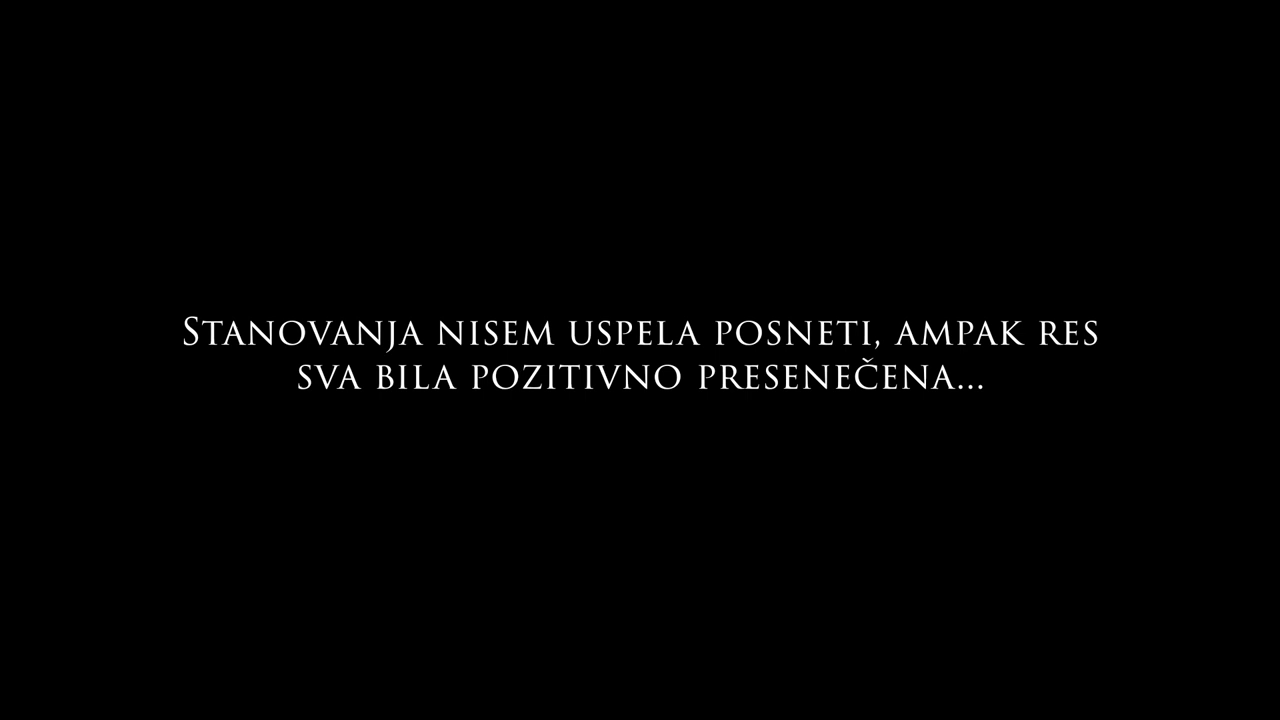 Stanovanja nisem uspela posneti, ampak res
sva bila pozitivno presenečena...